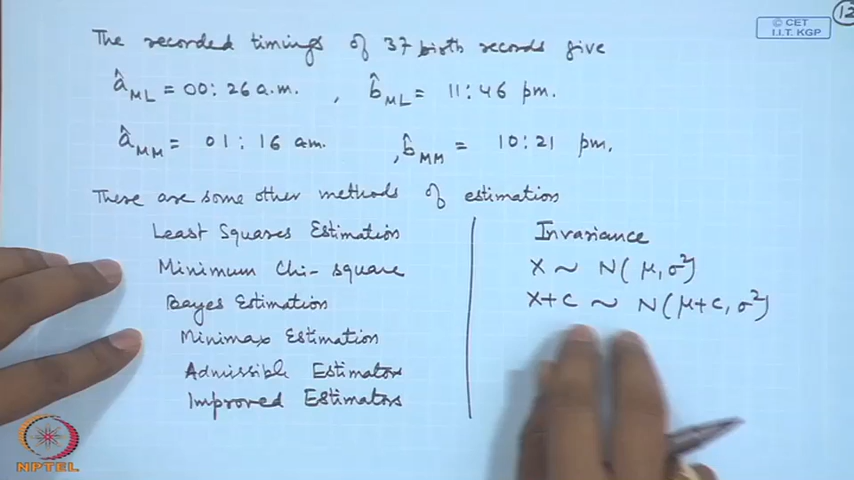 12
© CET
I.I.T. KGP
The recorded timings of 37 birth records give
â_ML = 00:26 a.m. , b̂_ML = 11:46 pm.
â_MM = 01:16 am. , b̂_MM = 10:21 pm.
There are some other methods of estimation
Least Squares Estimation
Minimum Chi-square
Bayes Estimation
Minimax Estimation
Admissible Estimators
Improved Estimators
Invariance
X ~ N(μ, σ²)
X+c ~ N(μ+c, σ²)
NPTEL